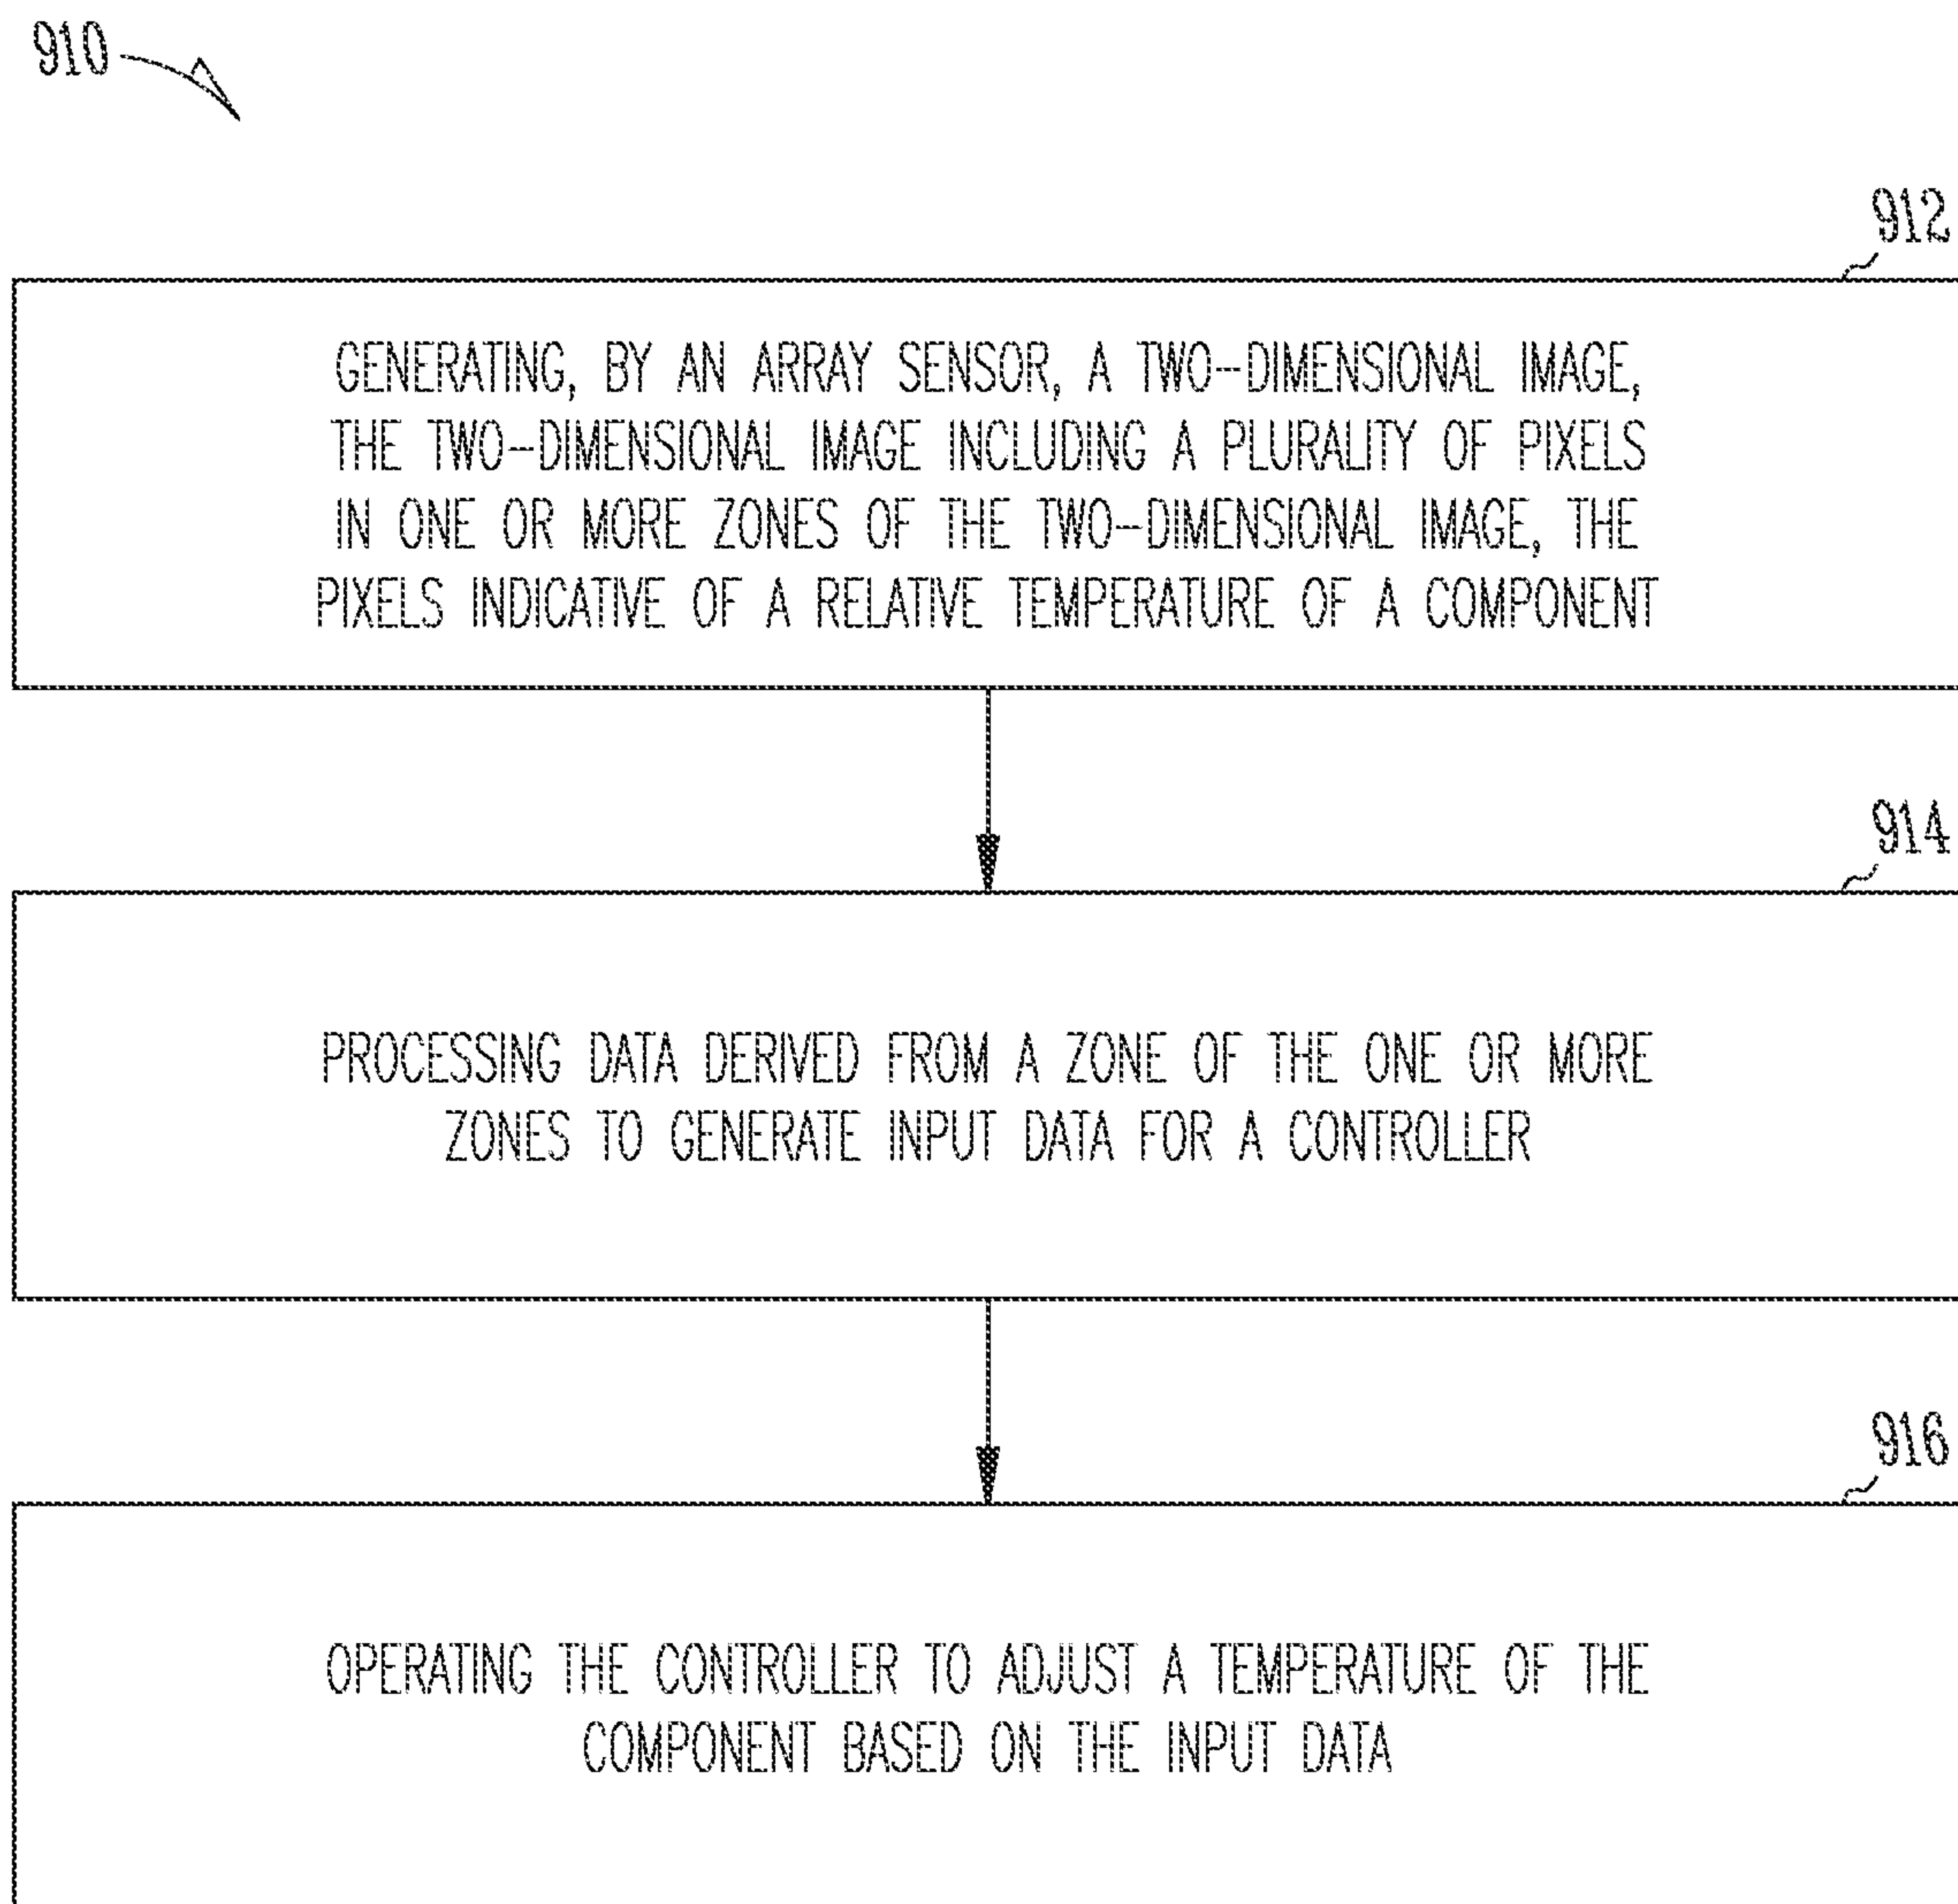 910
912
GENERATING, BY AN ARRAY SENSOR, A TWO-DIMENSIONAL IMAGE,
THE TWO-DIMENSIONAL IMAGE INCLUDING A PLURALITY OF PIXELS
IN ONE OR MORE ZONES OF THE TWO-DIMENSIONAL IMAGE, THE
PIXELS INDICATIVE OF A RELATIVE TEMPERATURE OF A COMPONENT
914
PROCESSING DATA DERIVED FROM A ZONE OF THE ONE OR MORE
ZONES TO GENERATE INPUT DATA FOR A CONTROLLER
916
OPERATING THE CONTROLLER TO ADJUST A TEMPERATURE OF THE
COMPONENT BASED ON THE INPUT DATA